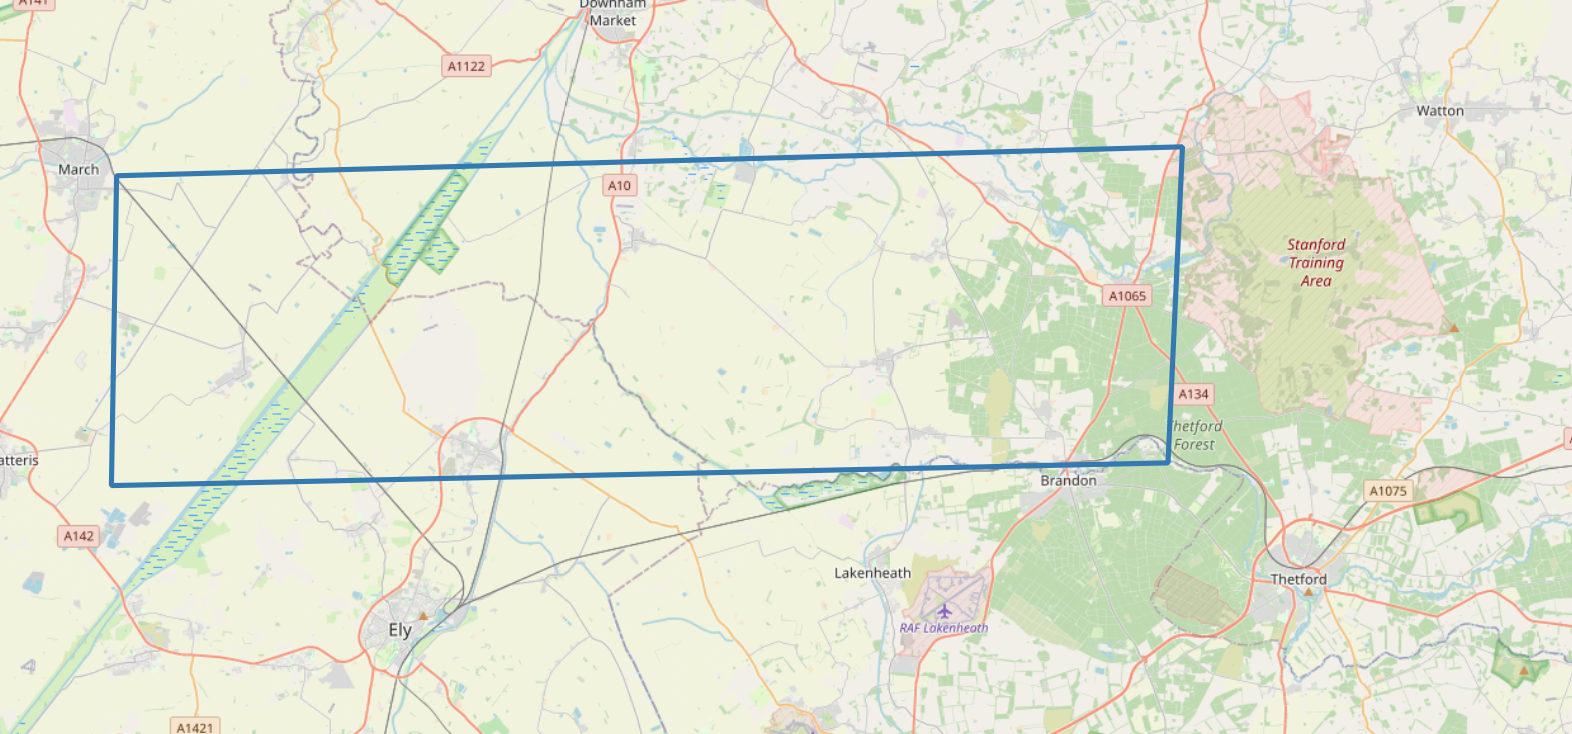 A141
Downham
Market
A1122
Watton
March
A10
Stanford
Training
Area
A1065
A134
Thetford
Forest
atteris
Brandon
A1075
A142
Lakenheath
Thetford
RAF Lakenheath
Ely
A1421